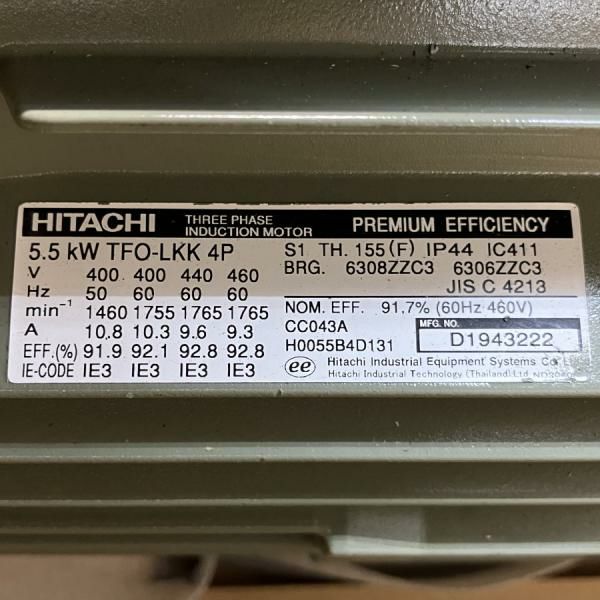 HITACHI THREE PHASE INDUCTION MOTOR PREMIUM EFFICIENCY
5.5 kW TFO-LKK 4P S1 TH. 155(F) IP44 IC411
V 400 400 440 460 BRG. 6308ZZC3 6306ZZC3
Hz 50 60 60 60 JIS C 4213
min⁻¹ 1460 1755 1765 1765 NOM. EFF. 91.7% (60Hz 460V)
A 10.8 10.3 9.6 9.3 CC043A MFG. NO. D1943222
EFF.(%) 91.9 92.1 92.8 92.8 H0055B4D131
IE-CODE IE3 IE3 IE3 IE3 ee Hitachi Industrial Equipment Systems Co.
Hitachi Industrial Technology (Thailand) Ltd.